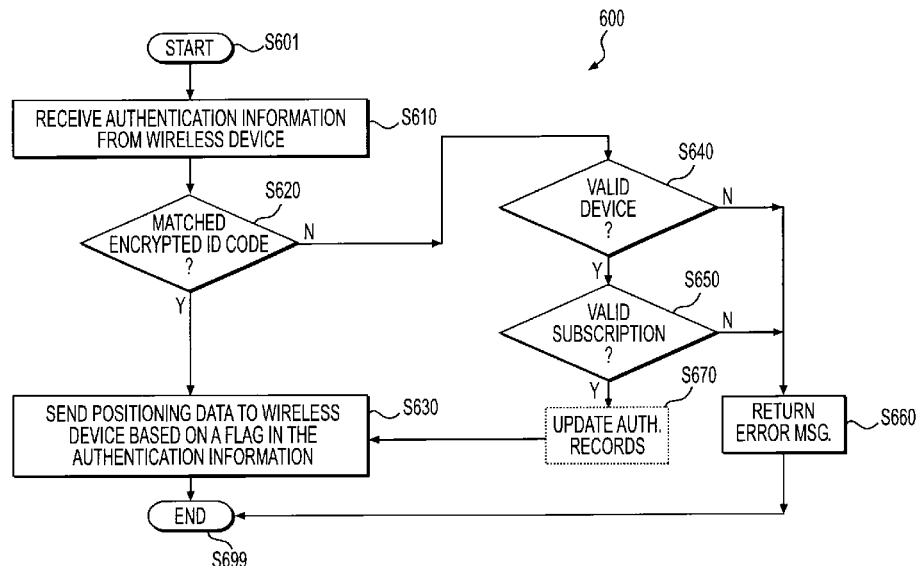 600
START
S601
RECEIVE AUTHENTICATION INFORMATION
FROM WIRELESS DEVICE
S610
S620
MATCHED
ENCRYPTED ID CODE
?
N
Y
S640
VALID
DEVICE
?
N
Y
S650
VALID
SUBSCRIPTION
?
N
Y
S670
UPDATE AUTH.
RECORDS
RETURN
ERROR MSG.
S660
SEND POSITIONING DATA TO WIRELESS
DEVICE BASED ON A FLAG IN THE
AUTHENTICATION INFORMATION
S630
END
S699